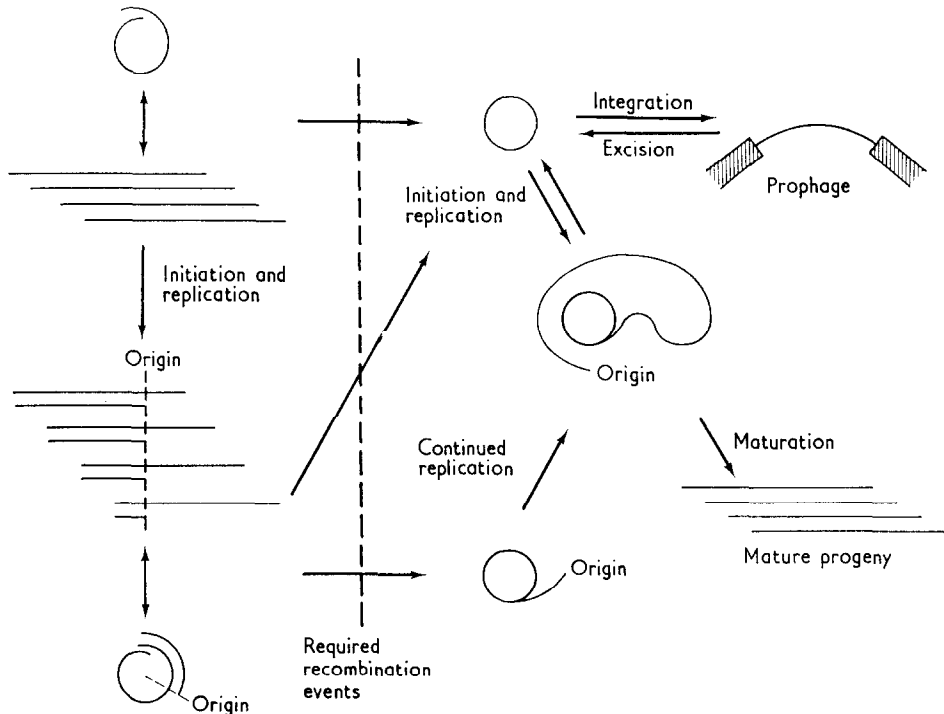 Integration
Excision
Prophage
Initiation and
replication
Initiation and
replication
Origin
Origin
Continued
replication
Maturation
Mature progeny
Origin
Required
recombination
events
Origin